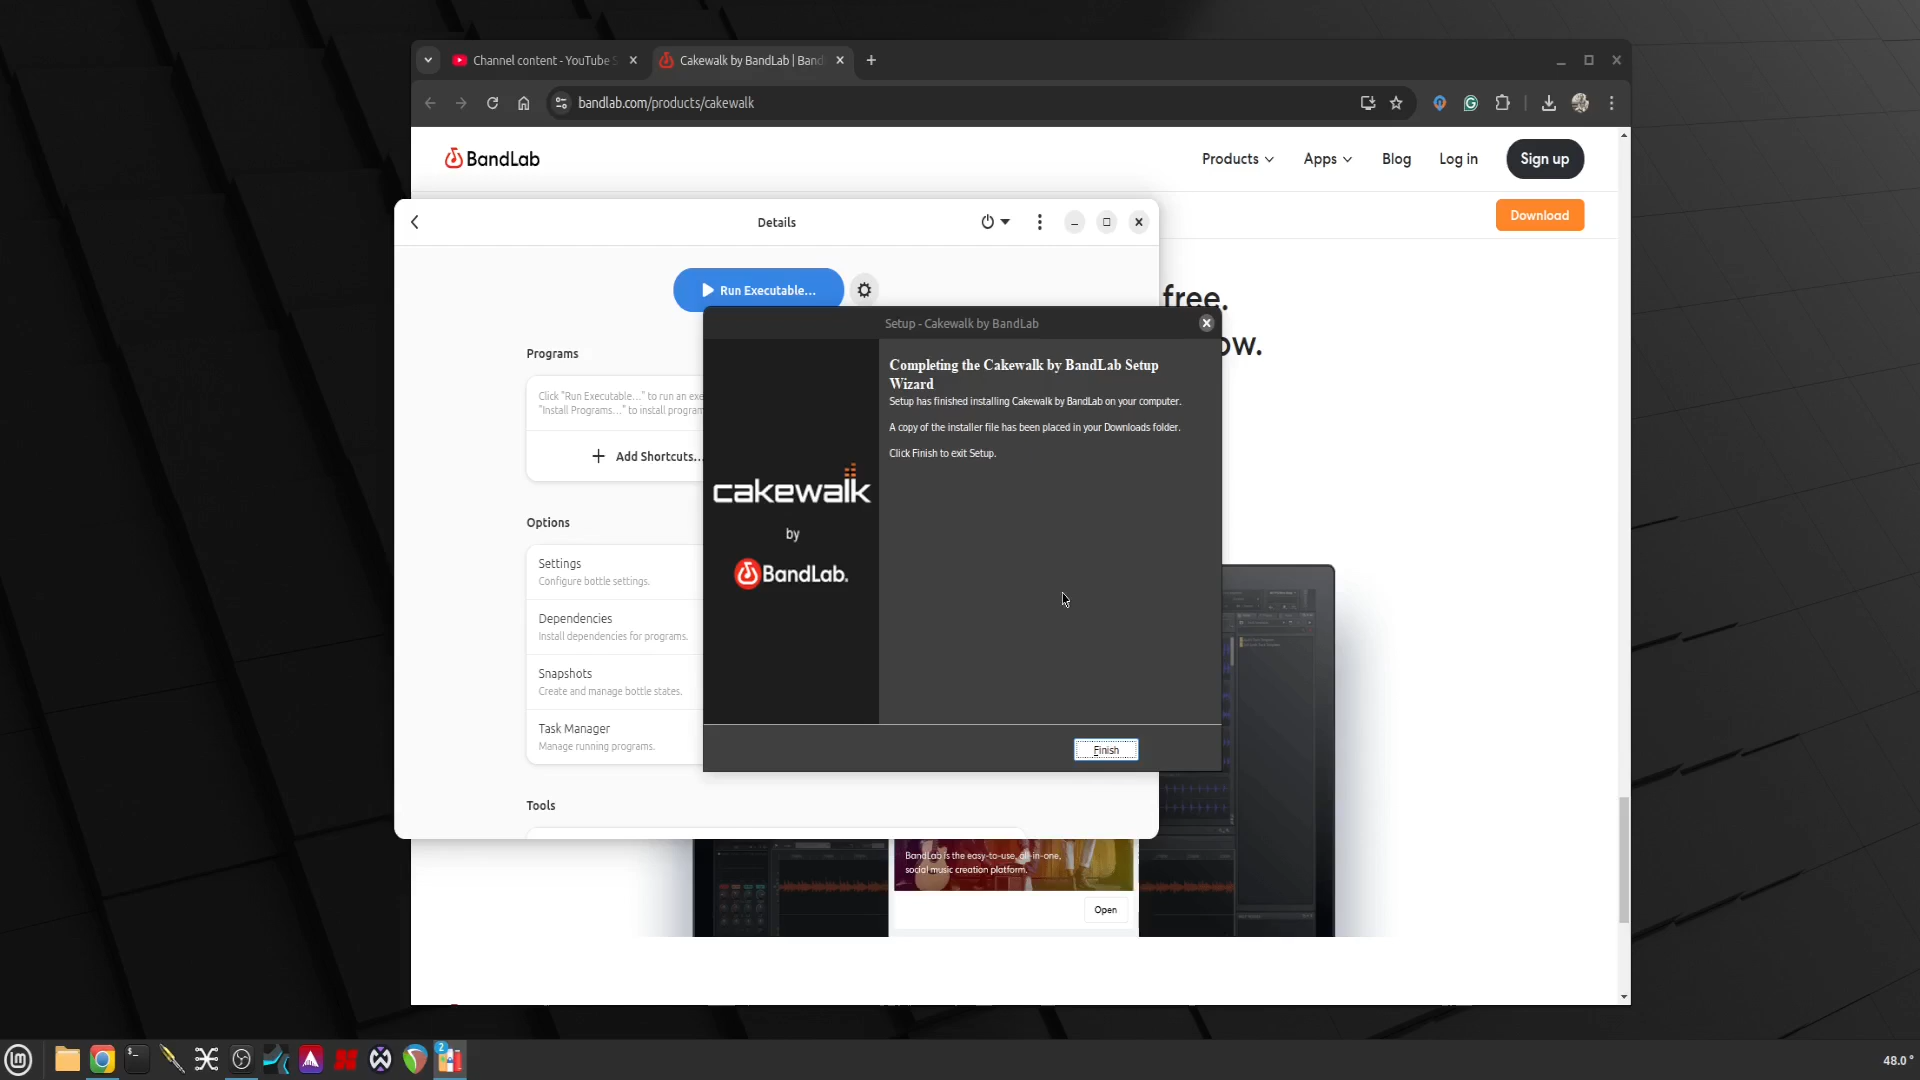 Channel content - YouTube S
Cakewalk by BandLab | Band
bandlab.com/products/cakewalk
BandLab
Products
Apps
Blog
Log in
Sign up
Download
Details
Run Executable...
free.
ow.
Programs
Click "Run Executable..." to run an exe
"Install Programs..." to install program
Add Shortcuts...
Options
Settings
Configure bottle settings.
Dependencies
Install dependencies for programs.
Snapshots
Create and manage bottle states.
Task Manager
Manage running programs.
Tools
Setup - Cakewalk by BandLab
cakewalk
by
BandLab.
Completing the Cakewalk by BandLab Setup
Wizard
Setup has finished installing Cakewalk by BandLab on your computer.
A copy of the installer file has been placed in your Downloads folder.
Click Finish to exit Setup.
Finish
BandLab is the easy-to-use, all-in-one,
social music creation platform.
Open
2
48.0°